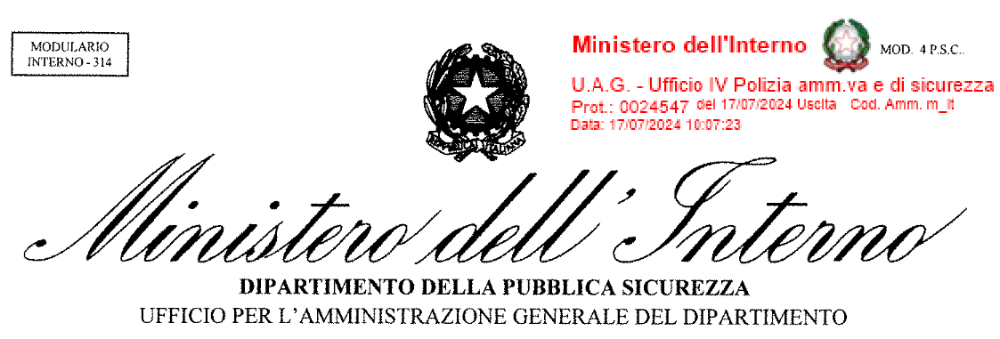 MODULARIO
INTERNO - 314
Ministero dell'Interno
MOD. 4 P.S.C..
U.A.G. - Ufficio IV Polizia amm.va e di sicurezza
Prot.: 0024547 del 17/07/2024 Uscita Cod. Amm. m_it
Data: 17/07/2024 10:07:23
REPVBBLICA ITALIANA
Ministero dell'Interno
DIPARTIMENTO DELLA PUBBLICA SICUREZZA
UFFICIO PER L'AMMINISTRAZIONE GENERALE DEL DIPARTIMENTO